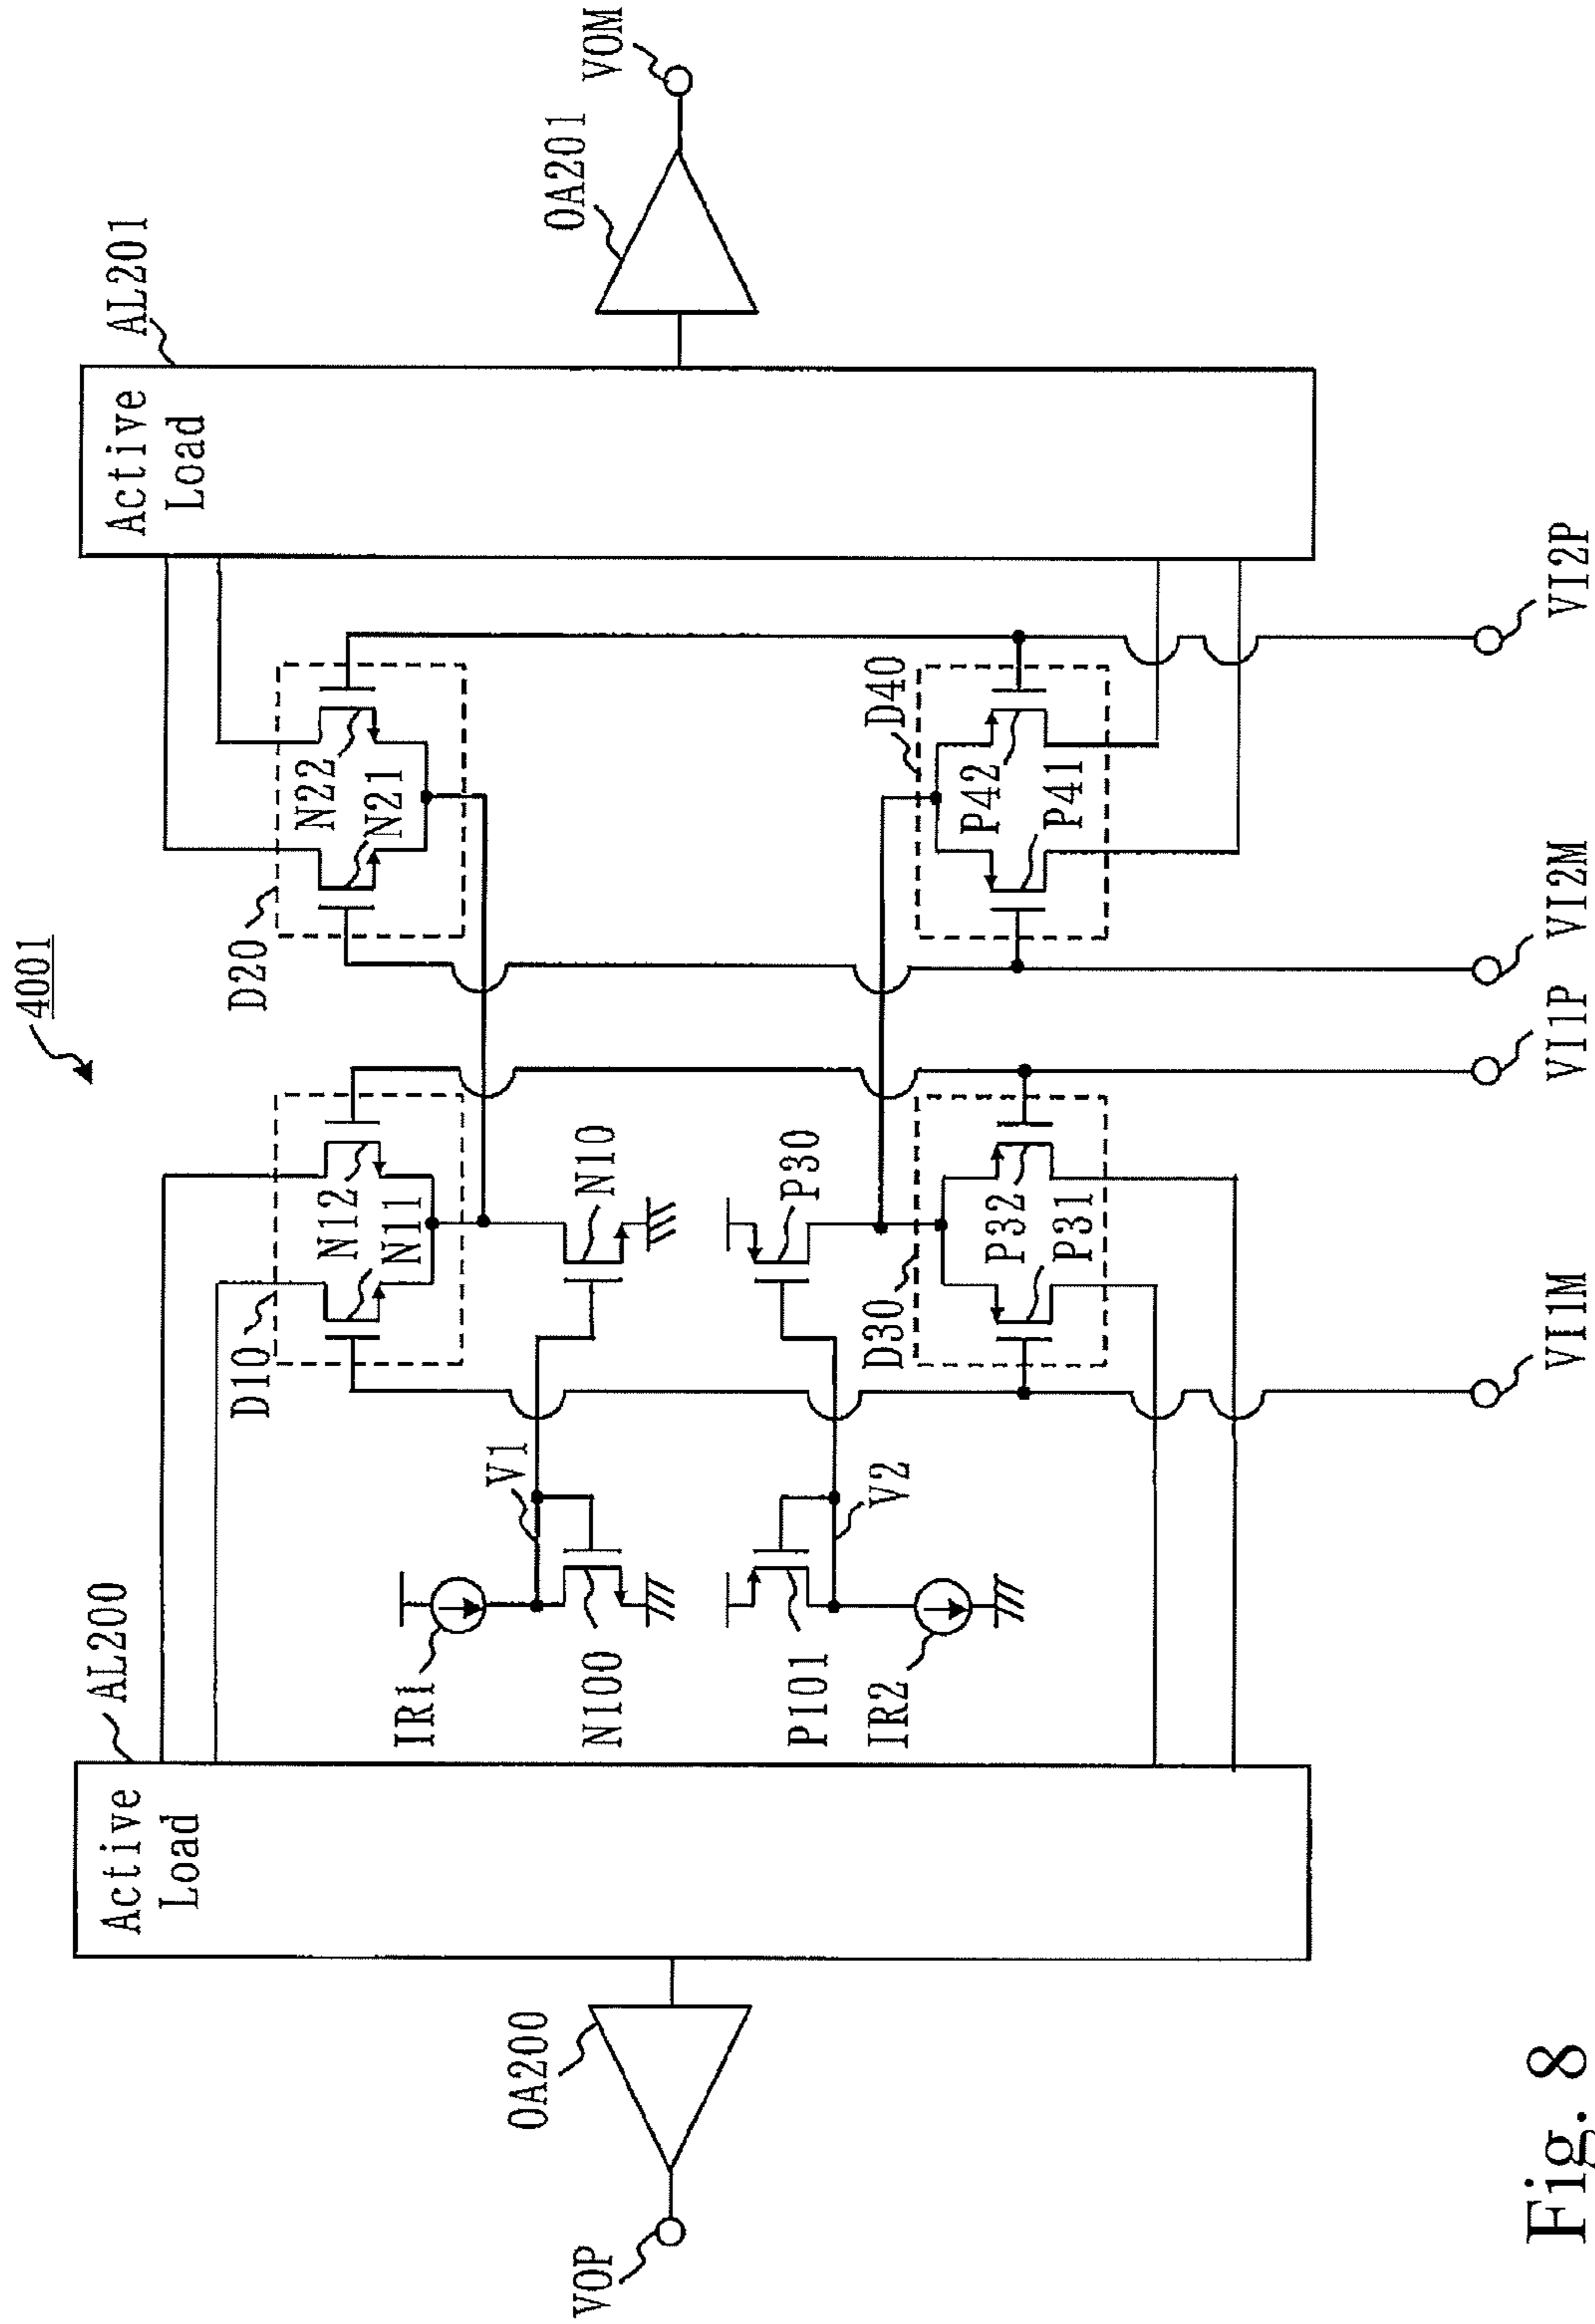 4001
VOP
OA200
Active
Load
AL200
IR1
N100
P101
IR2
V1
V2
D10
N12
N11
N10
P30
D30
P32
P31
D20
N22
N21
D40
P42
P41
Active
Load
AL201
OA201
VOM
VI1M
VI1P
VI2M
VI2P
Fig. 8